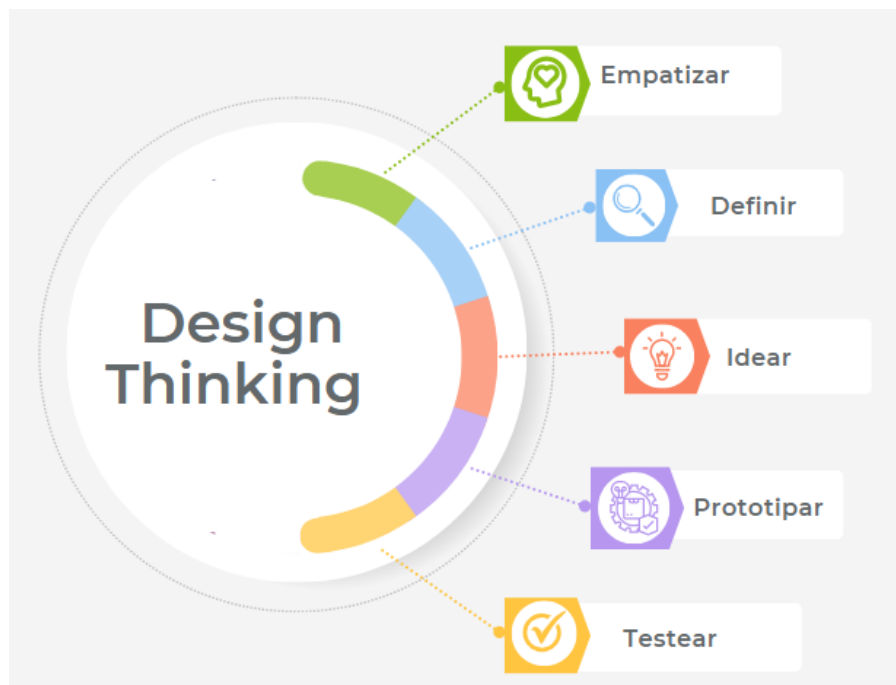 Design
Thinking
Empatizar
Definir
Idear
Prototipar
Testear